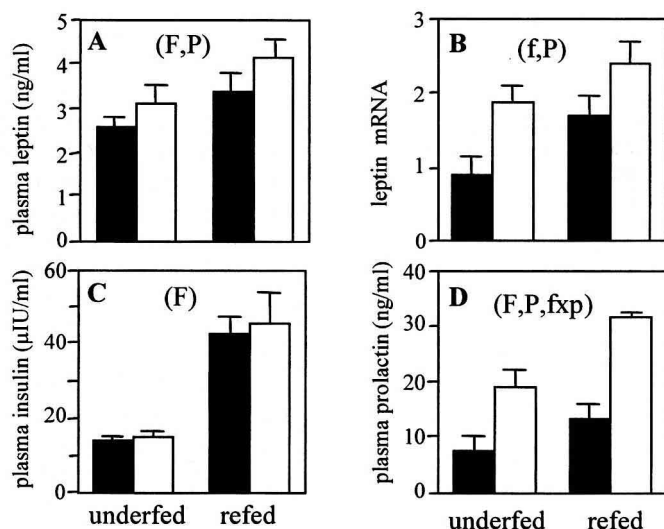 A
(F,P)
plasma leptin (ng/ml)
5
4
3
2
1
0
B
(f,P)
leptin mRNA
3
2
1
0
C
(F)
plasma insulin (µIU/ml)
60
40
20
0
underfed refed
D
(F,P,fxp)
plasma prolactin (ng/ml)
40
30
20
10
0
underfed refed